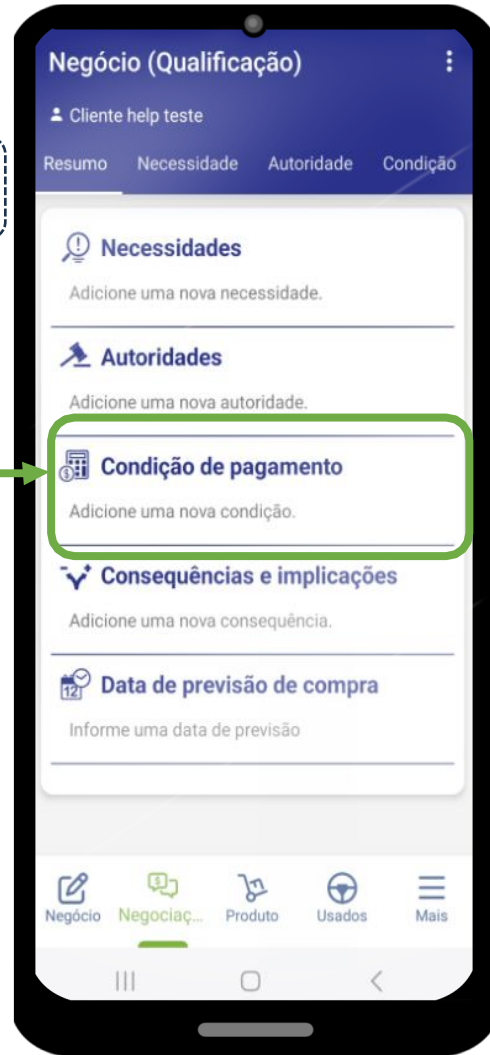 Negócio (Qualificação)
Cliente help teste
Resumo Necessidade Autoridade Condição
Necessidades
Adicione uma nova necessidade.
Autoridades
Adicione uma nova autoridade.
Condição de pagamento
Adicione uma nova condição.
Consequências e implicações
Adicione uma nova consequência.
12
Data de previsão de compra
Informe uma data de previsão
Negócio Negociaç... Produto Usados Mais